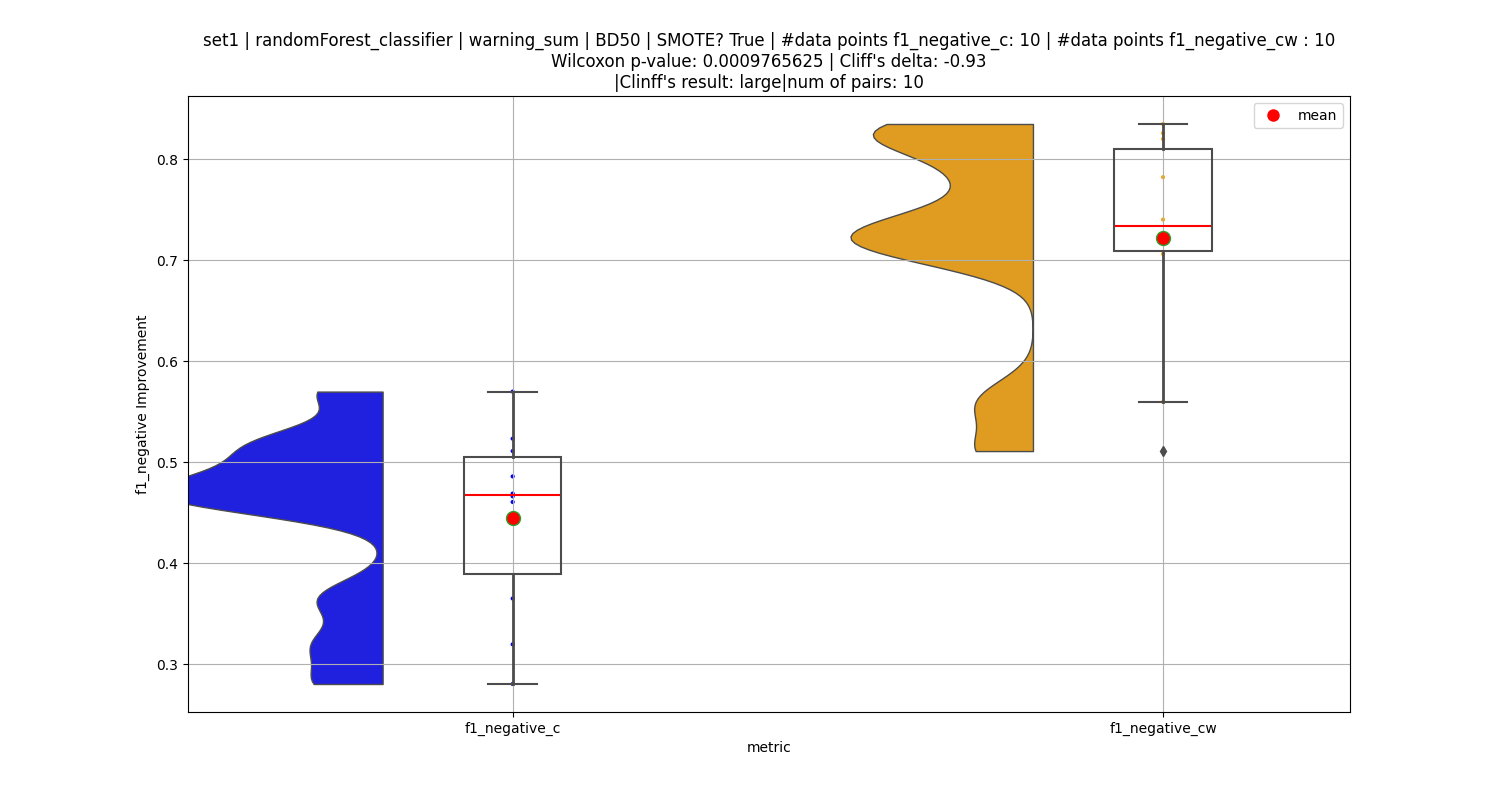 set1 | randomForest_classifier | warning_sum | BD50 | SMOTE? True | #data points f1_negative_c: 10 | #data points f1_negative_cw : 10
Wilcoxon p-value: 0.0009765625 | Cliff's delta: -0.93
|Clinff's result: large|num of pairs: 10
mean
0.8
0.7
0.6
0.5
0.4
0.3
f1_negative Improvement
f1_negative_c
f1_negative_cw
metric